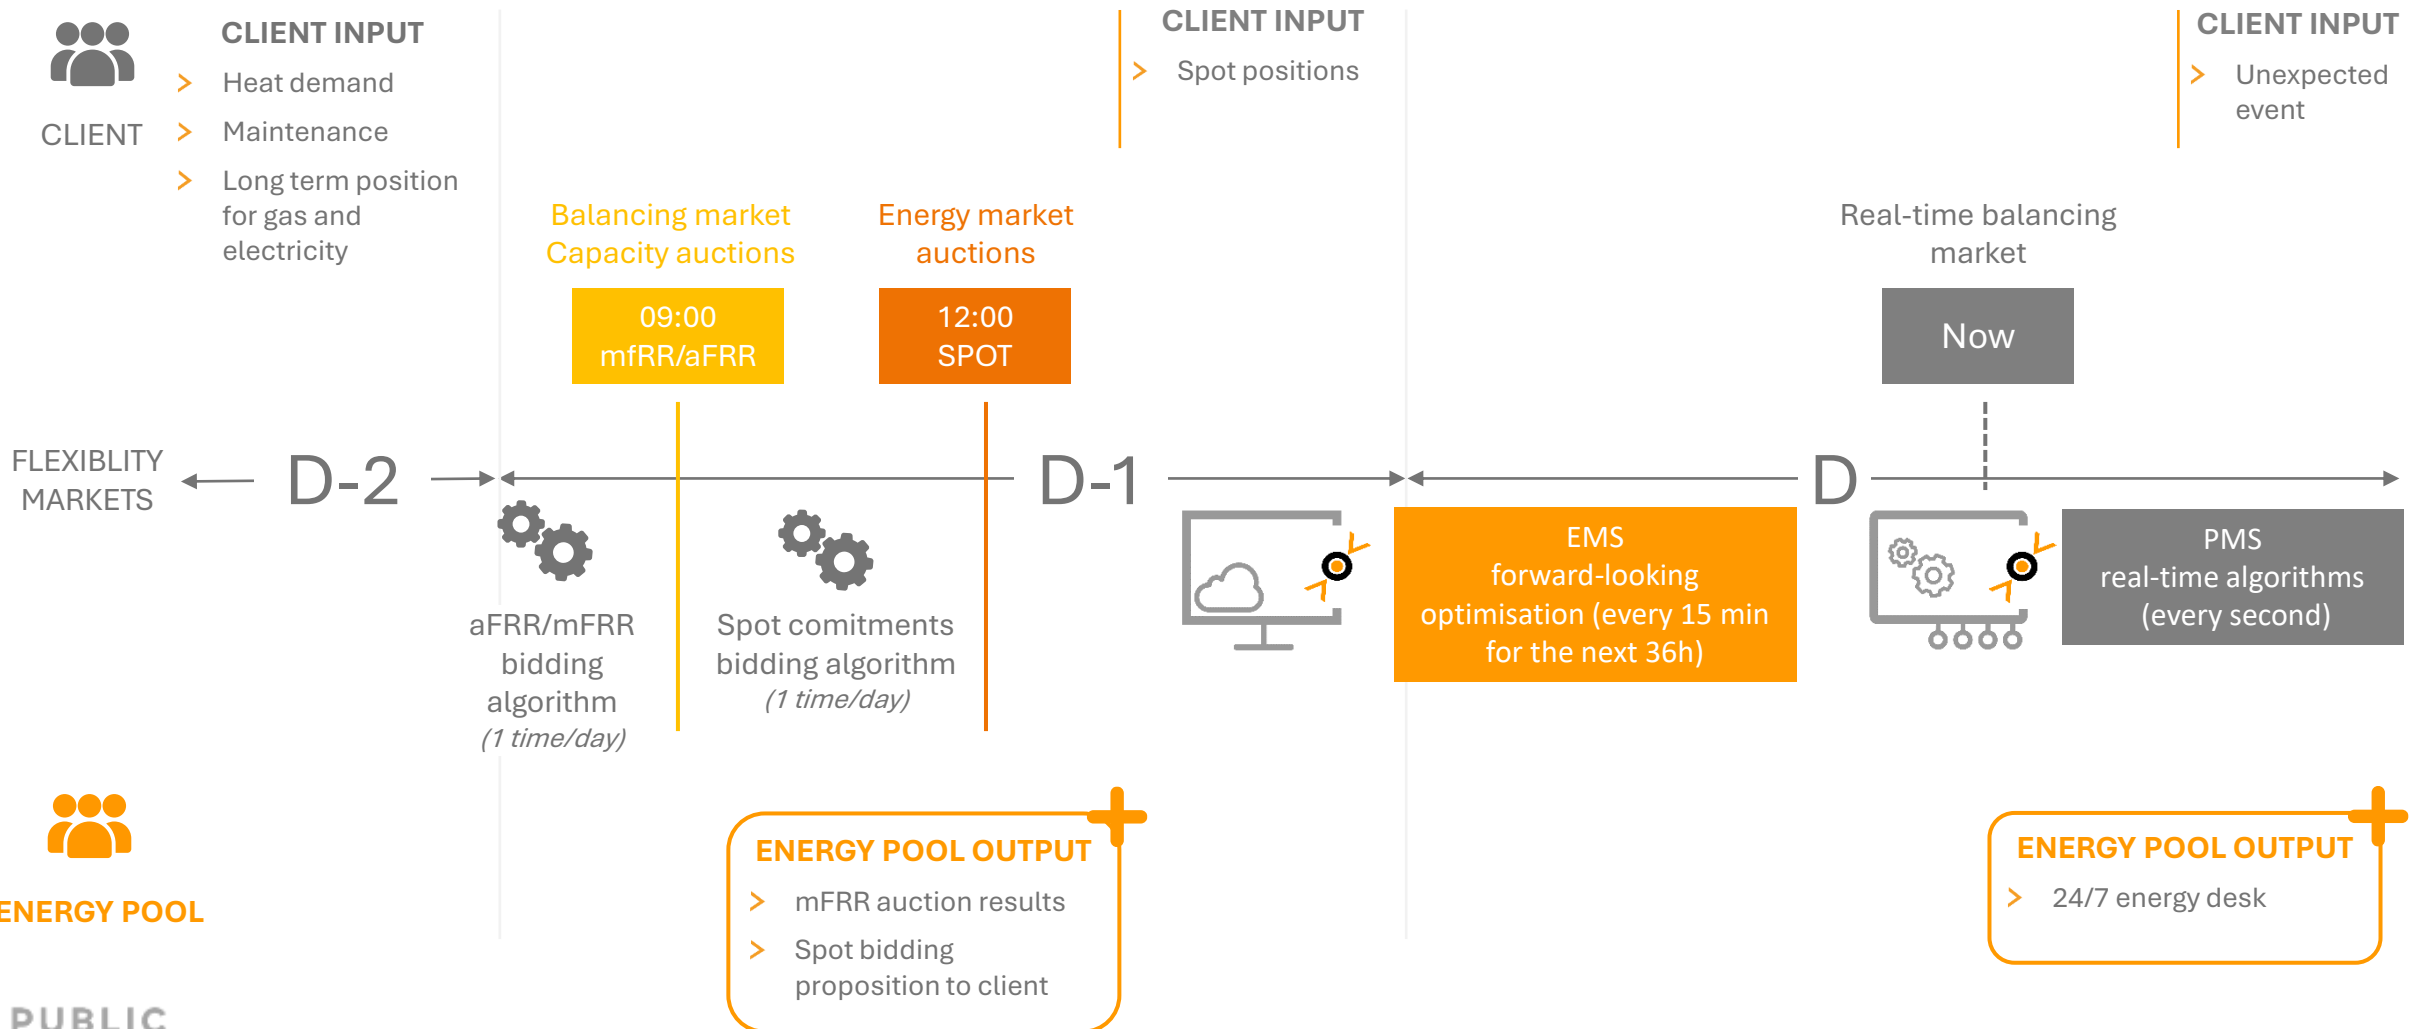 CLIENT INPUT
> Heat demand
> Maintenance
> Long term position
for gas and
electricity
CLIENT
CLIENT INPUT
> Spot positions
CLIENT INPUT
> Unexpected
event
Balancing market
Capacity auctions
09:00
mfRR/aFRR
Energy market
auctions
12:00
SPOT
Real-time balancing
market
Now
FLEXIBLITY
MARKETS
D-2
D-1
D
aFRR/mFRR
bidding
algorithm
(1 time/day)
Spot comitments
bidding algorithm
(1 time/day)
EMS
forward-looking
optimisation (every 15 min
for the next 36h)
PMS
real-time algorithms
(every second)
ENERGY POOL
ENERGY POOL OUTPUT
> mFRR auction results
> Spot bidding
proposition to client
ENERGY POOL OUTPUT
> 24/7 energy desk
PUBLIC